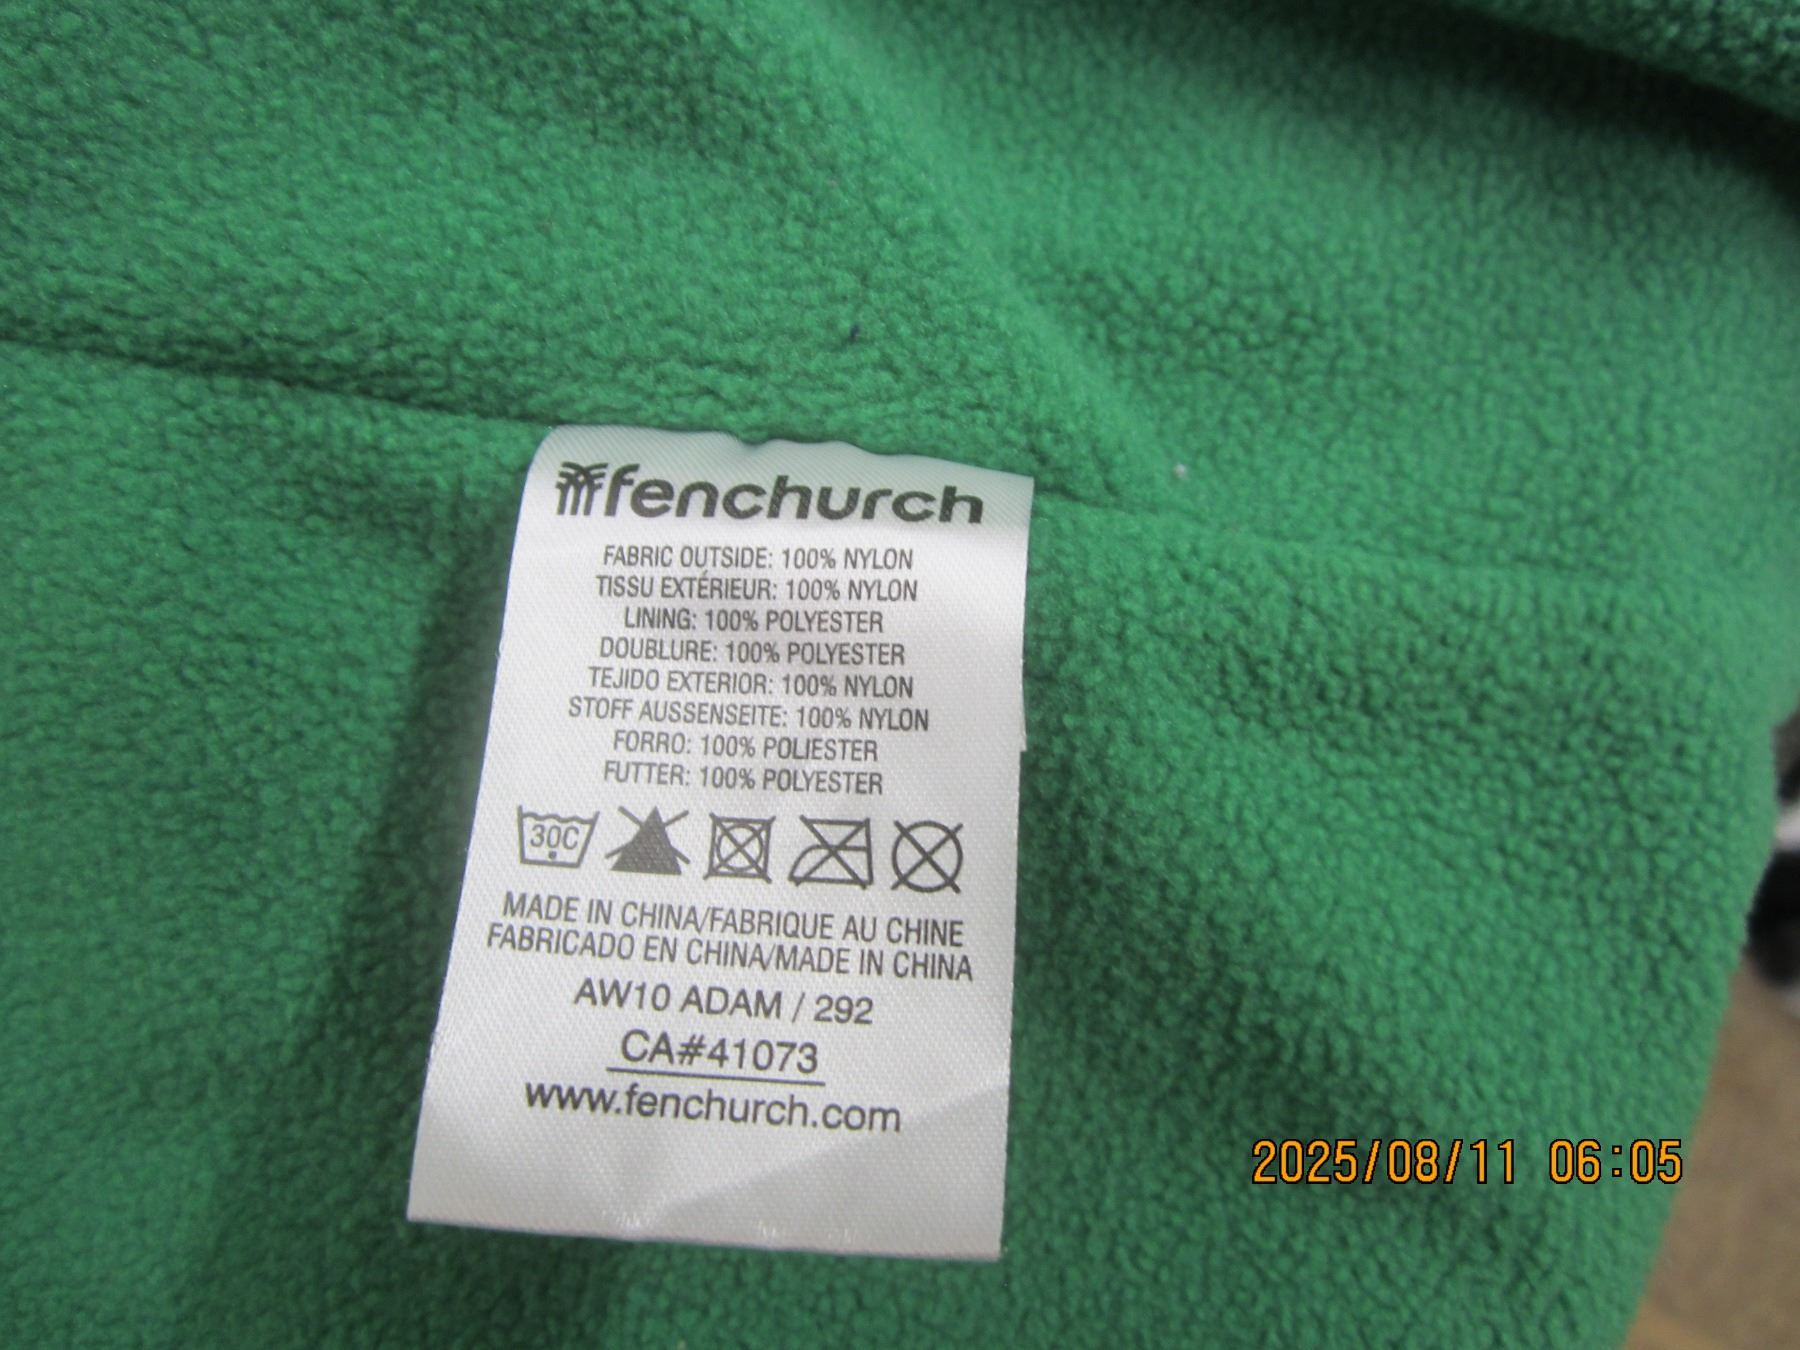 fenchurch
FABRIC OUTSIDE: 100% NYLON
TISSU EXTÉRIEUR: 100% NYLON
LINING: 100% POLYESTER
DOUBLURE: 100% POLYESTER
TEJIDO EXTERIOR: 100% NYLON
STOFF AUSSENSEITE: 100% NYLON
FORRO: 100% POLIESTER
FUTTER: 100% POLYESTER
30C
MADE IN CHINA/FABRIQUE AU CHINE
FABRICADO EN CHINA/MADE IN CHINA
AW10 ADAM / 292
CA#41073
www.fenchurch.com
2025/08/11 06:05